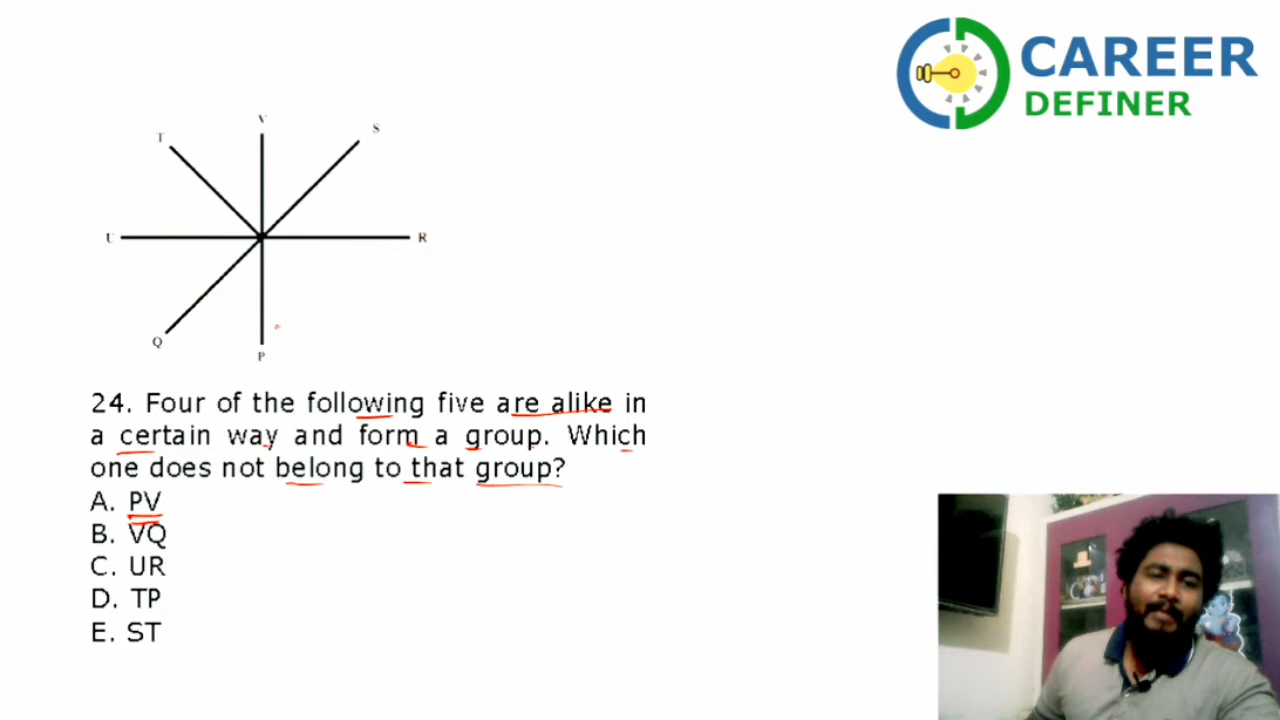 CAREER
DEFINER
V
S
T
U
R
Q
P
24. Four of the following five are alike in
a certain way and form a group. Which
one does not belong to that group?
A. PV
B. VQ
C. UR
D. TP
E. ST